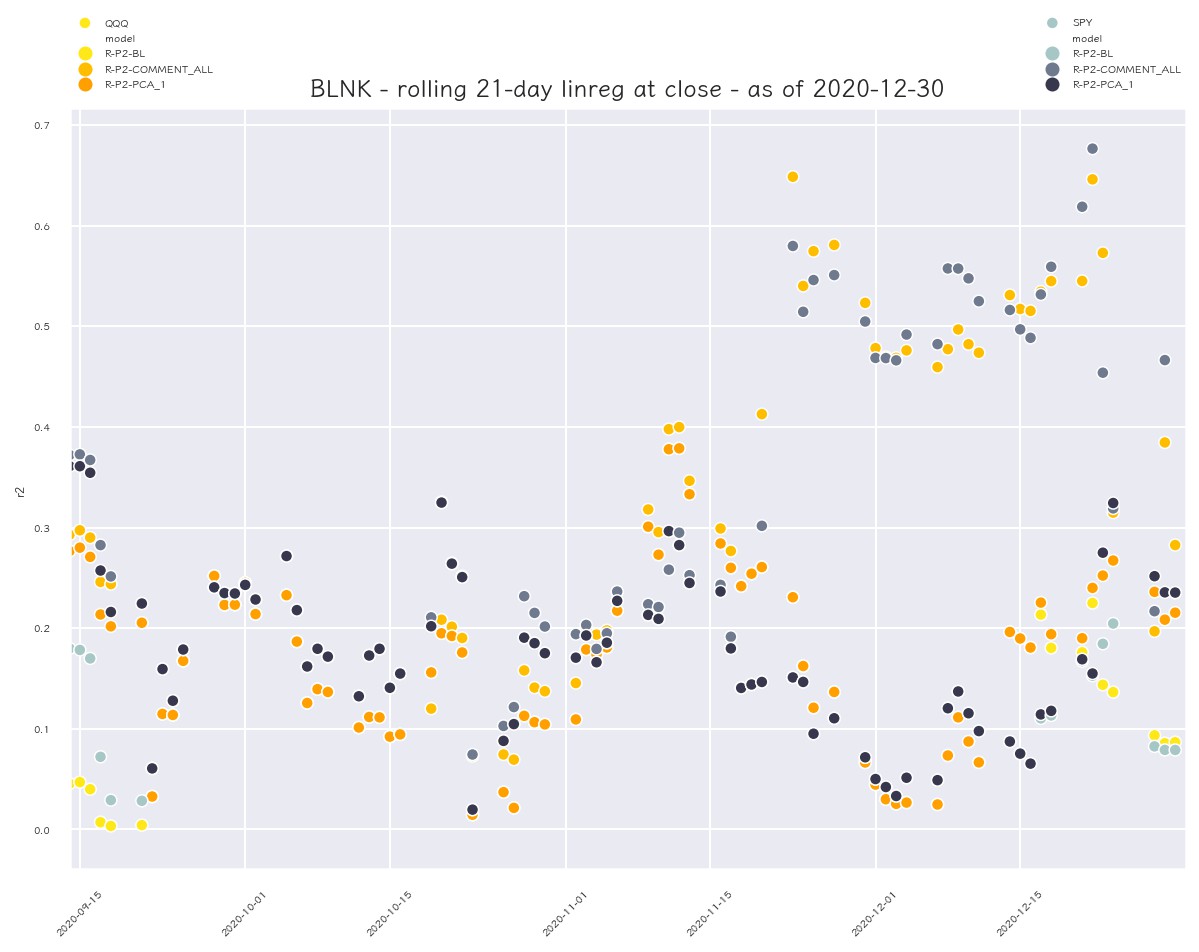 QQQ
model
R-P2-BL
R-P2-COMMENT_ALL
R-P2-PCA_1
SPY
model
R-P2-BL
R-P2-COMMENT_ALL
R-P2-PCA_1
BLNK - rolling 21-day linreg at close - as of 2020-12-30
0.7
0.6
0.5
0.4
0.3
0.2
0.1
0.0
r2
2020-09-15
2020-10-01
2020-10-15
2020-11-01
2020-11-15
2020-12-01
2020-12-15